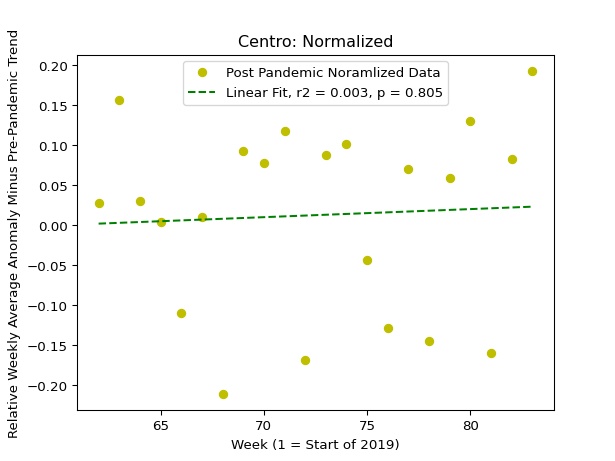 Centro: Normalized
Relative Weekly Average Anomaly Minus Pre-Pandemic Trend
Post Pandemic Noramlized Data
Linear Fit, r2 = 0.003, p = 0.805
0.20
0.15
0.10
0.05
0.00
−0.05
−0.10
−0.15
−0.20
65
70
75
80
Week (1 = Start of 2019)